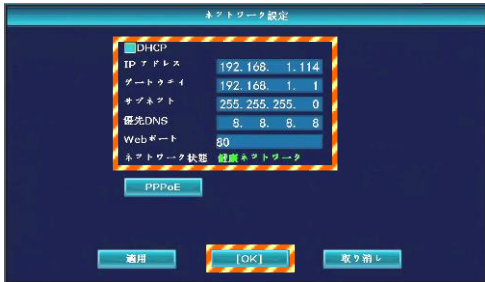 ネットワーク設定
DHCP
IP アドレス 192.168. 1.114
ゲートウェイ 192.168. 1. 1
サブネット 255.255.255. 0
優先DNS 8. 8. 8. 8
Webポート 80
ネットワーク状態 健康ネットワーク
PPPoE
適用 [OK] 取り消し